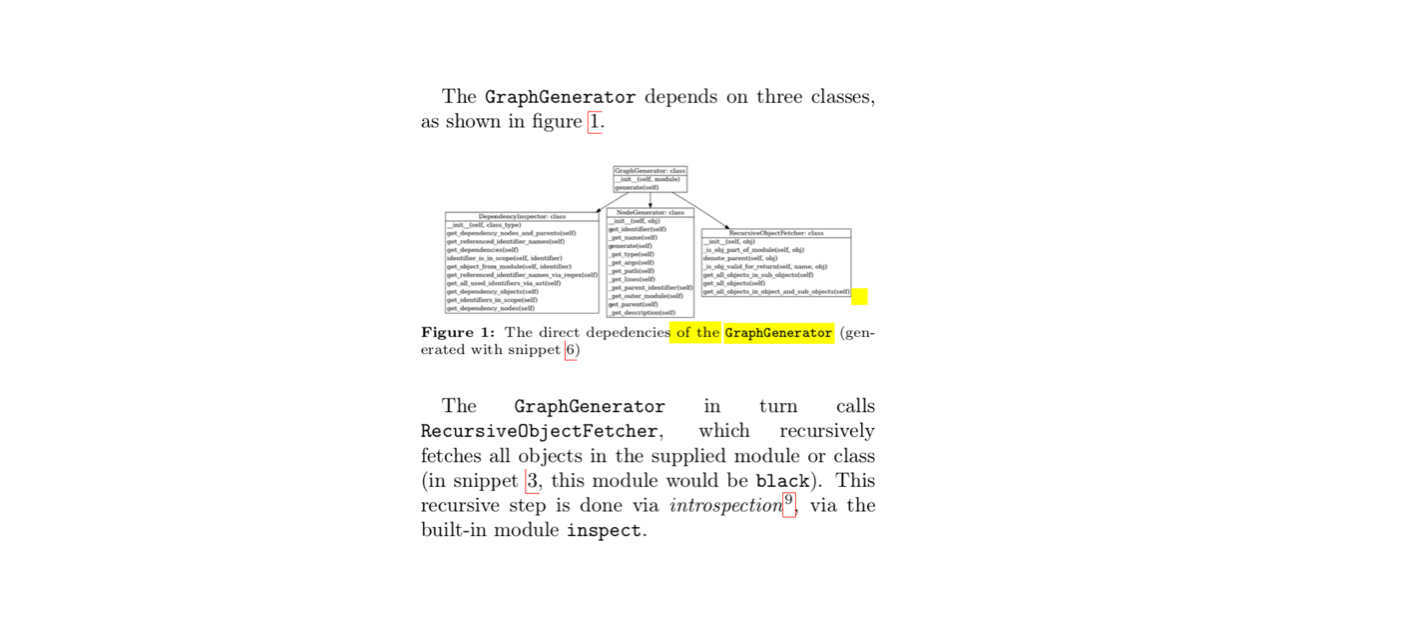 The GraphGenerator depends on three classes,
as shown in figure 1.
GraphGenerator: class
__init__(self, module)
generate(self)
DependencyInspector: class
__init__(self, class_type)
get_dependency_nodes_and_parents(self)
get_referenced_identifier_names(self)
get_dependencies(self)
identifier_is_in_scope(self, identifier)
get_object_from_module(self, identifier)
get_referenced_identifier_names_via_regex(self)
get_all_used_identifiers_via_ast(self)
get_dependency_objects(self)
get_identifiers_in_scope(self)
get_dependency_nodes(self)
NodeGenerator: class
__init__(self, obj)
get_identifier(self)
_get_name(self)
generate(self)
_get_type(self)
_get_args(self)
_get_path(self)
_get_lines(self)
_get_parent_identifier(self)
_get_outer_module(self)
get_parent(self)
_get_description(self)
RecursiveObjectFetcher: class
__init__(self, obj)
_is_obj_part_of_module(self, obj)
denote_parent(self, obj)
_is_obj_valid_for_return(self, name, obj)
get_all_objects_in_sub_objects(self)
get_all_objects(self)
get_all_objects_in_object_and_sub_objects(self)
Figure 1: The direct depedencies of the GraphGenerator (gen-
erated with snippet 6)
The GraphGenerator in turn calls
RecursiveObjectFetcher, which recursively
fetches all objects in the supplied module or class
(in snippet 3, this module would be black). This
recursive step is done via introspection9, via the
built-in module inspect.